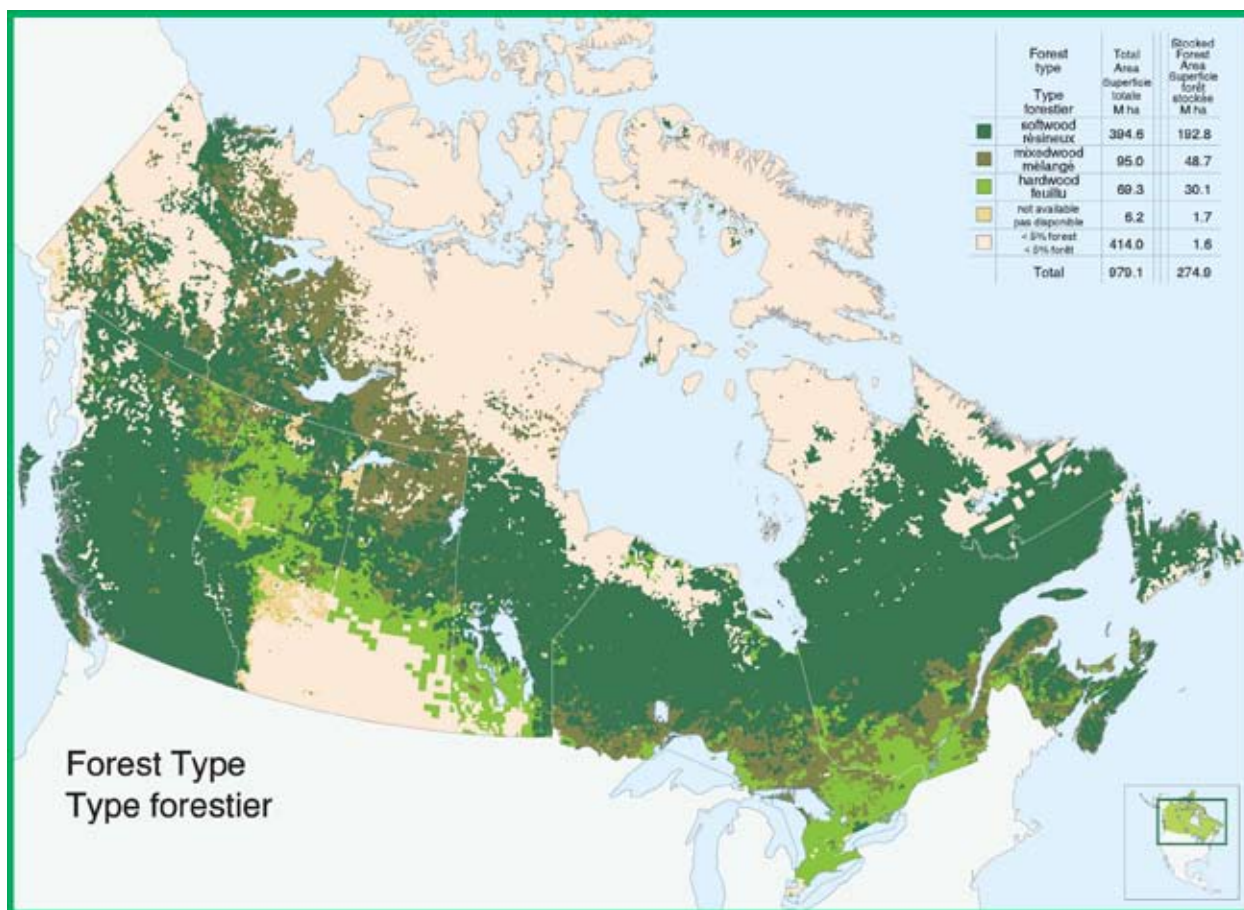 Forest
type
Type
forestier
Total
Area
Superficie
totale
M ha
Stocked
Forest
Area
Superficie
forêt
stockée
M ha
softwood
résineux
394.6
192.8
mixedwood
mélangé
95.0
48.7
hardwood
feuillu
69.3
30.1
not available
pas disponible
6.2
1.7
< 5% forest
< 5% forêt
414.0
1.6
Total
979.1
274.9
Forest Type
Type forestier